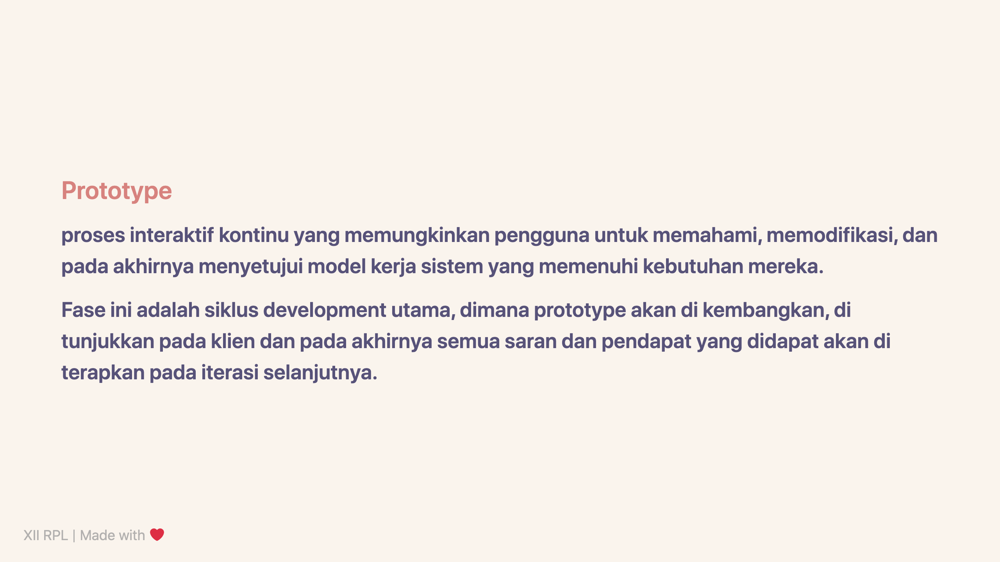 Prototype
proses interaktif kontinu yang memungkinkan pengguna untuk memahami, memodifikasi, dan
pada akhirnya menyetujui model kerja sistem yang memenuhi kebutuhan mereka.
Fase ini adalah siklus development utama, dimana prototype akan di kembangkan, di
tunjukkan pada klien dan pada akhirnya semua saran dan pendapat yang didapat akan di
terapkan pada iterasi selanjutnya.
XII RPL | Made with ❤️